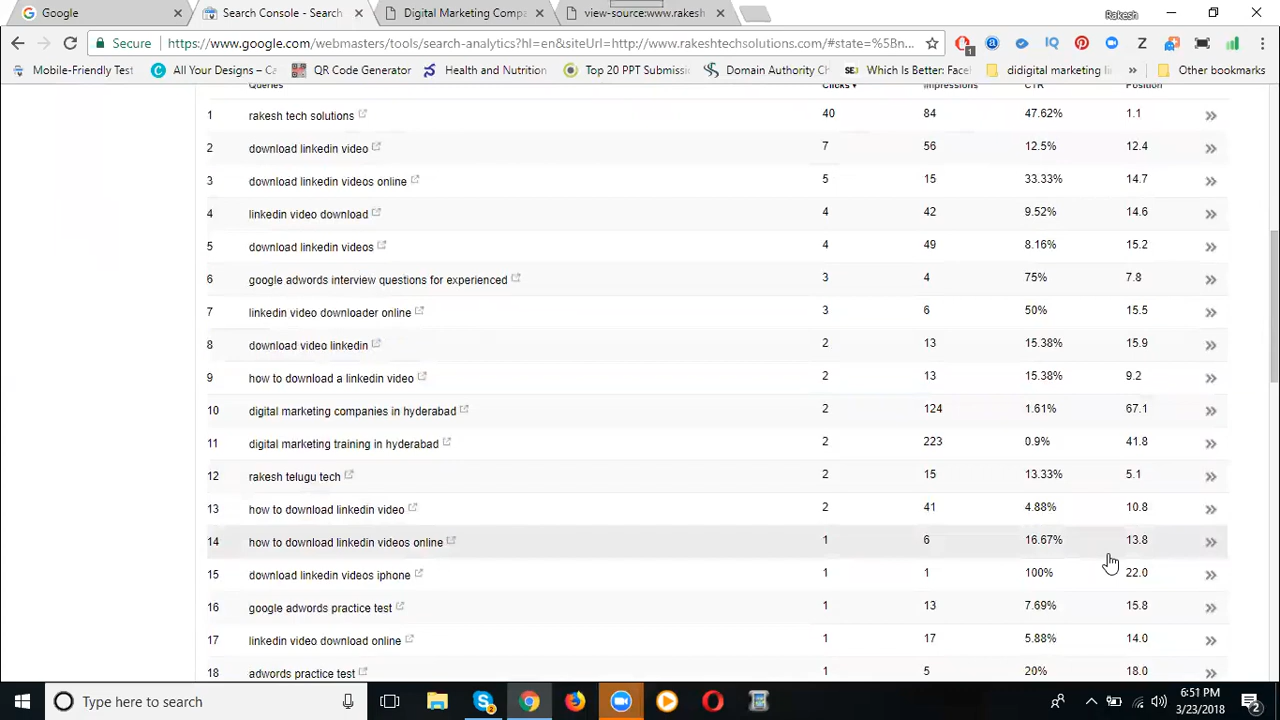 Google
Search Console - Search
Digital Marketing Compa
view-source:www.rakesh
Rakesh
Secure
https://www.google.com/webmasters/tools/search-analytics?hl=en&siteUrl=http://www.rakeshtechsolutions.com/#state=%5Bn...
Mobile-Friendly Test
All Your Designs – Ca
QR Code Generator
Health and Nutrition
Top 20 PPT Submissi
Domain Authority Ch
Which Is Better: Facel
didigital marketing
Other bookmarks
Queries Clicks▼ Impressions CTR Position
1 rakesh tech solutions 40 84 47.62% 1.1 »
2 download linkedin video 7 56 12.5% 12.4 »
3 download linkedin videos online 5 15 33.33% 14.7 »
4 linkedin video download 4 42 9.52% 14.6 »
5 download linkedin videos 4 49 8.16% 15.2 »
6 google adwords interview questions for experienced 3 4 75% 7.8 »
7 linkedin video downloader online 3 6 50% 15.5 »
8 download video linkedin 2 13 15.38% 15.9 »
9 how to download a linkedin video 2 13 15.38% 9.2 »
10 digital marketing companies in hyderabad 2 124 1.61% 67.1 »
11 digital marketing training in hyderabad 2 223 0.9% 41.8 »
12 rakesh telugu tech 2 15 13.33% 5.1 »
13 how to download linkedin video 2 41 4.88% 10.8 »
14 how to download linkedin videos online 1 6 16.67% 13.8 »
15 download linkedin videos iphone 1 1 100% 22.0 »
16 google adwords practice test 1 13 7.69% 15.8 »
17 linkedin video download online 1 17 5.88% 14.0 »
18 adwords practice test 1 5 20% 18.0 »
Type here to search
6:51 PM
3/23/2018
2